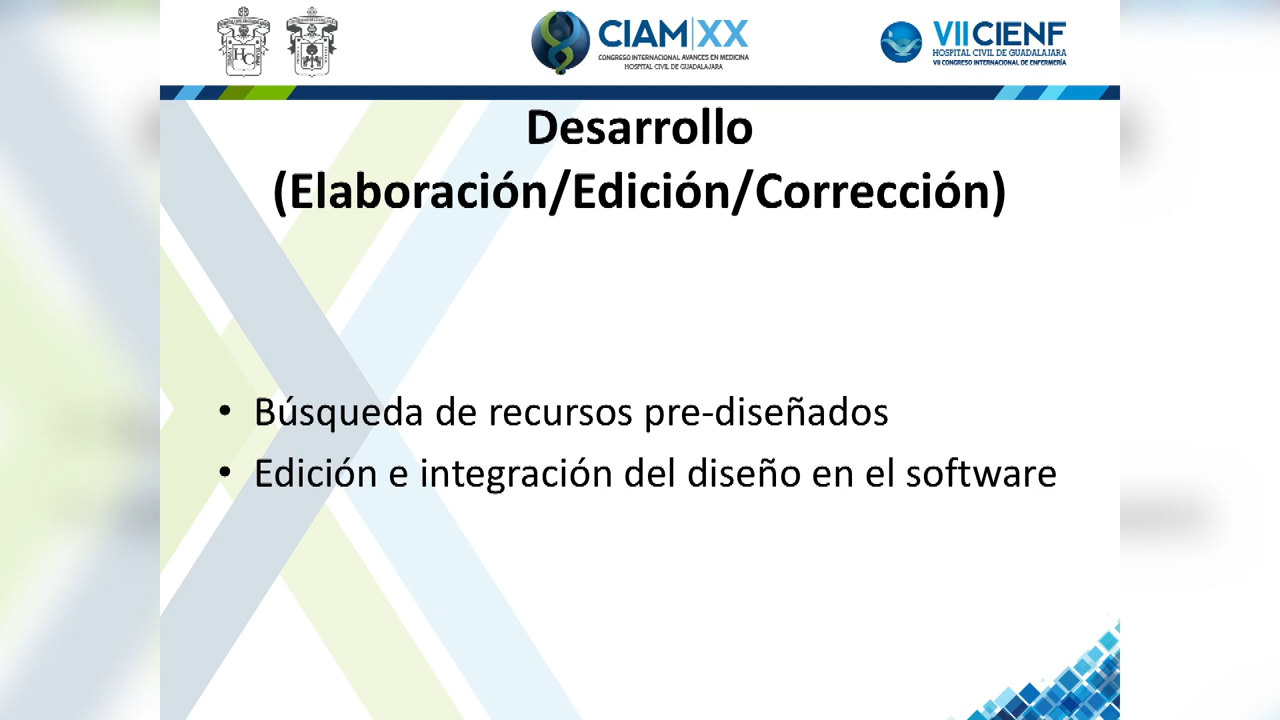 HC
CIAM|XX
CONGRESO INTERNACIONAL AVANCES EN MEDICINA
HOSPITAL CIVIL DE GUADALAJARA
VII CIENF
HOSPITAL CIVIL DE GUADALAJARA
VII CONGRESO INTERNACIONAL DE ENFERMERÍA
Desarrollo
(Elaboración/Edición/Corrección)
• Búsqueda de recursos pre-diseñados
• Edición e integración del diseño en el software